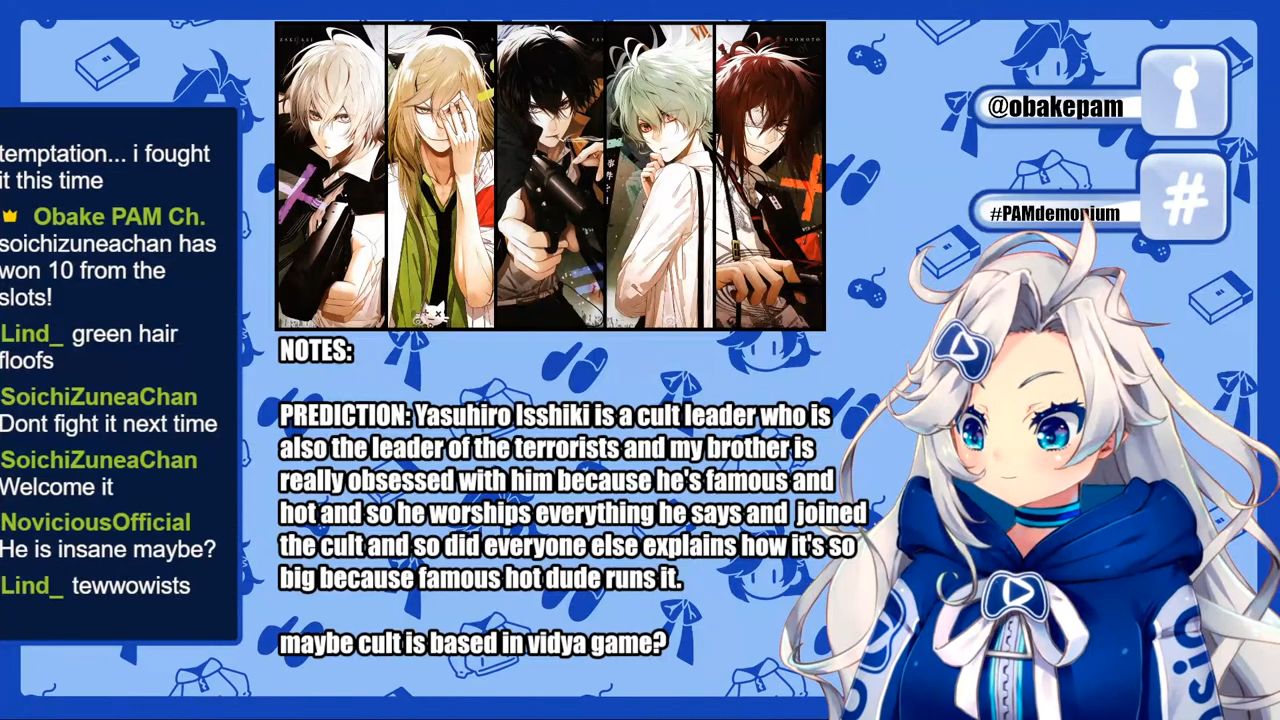 temptation... i fought
it this time
Obake PAM Ch.
soichizuneachan has
won 10 from the
slots!
Lind_ green hair
floofs
SoichiZuneaChan
Dont fight it next time
SoichiZuneaChan
Welcome it
NoviciousOfficial
He is insane maybe?
Lind_ tewwowists
NOTES:
PREDICTION: Yasuhiro Isshiki is a cult leader who is
also the leader of the terrorists and my brother is
really obsessed with him because he's famous and
hot and so he worships everything he says and joined
the cult and so did everyone else explains how it's so
big because famous hot dude runs it.
maybe cult is based in vidya game?
@obakepam
#PAMdemonium
#